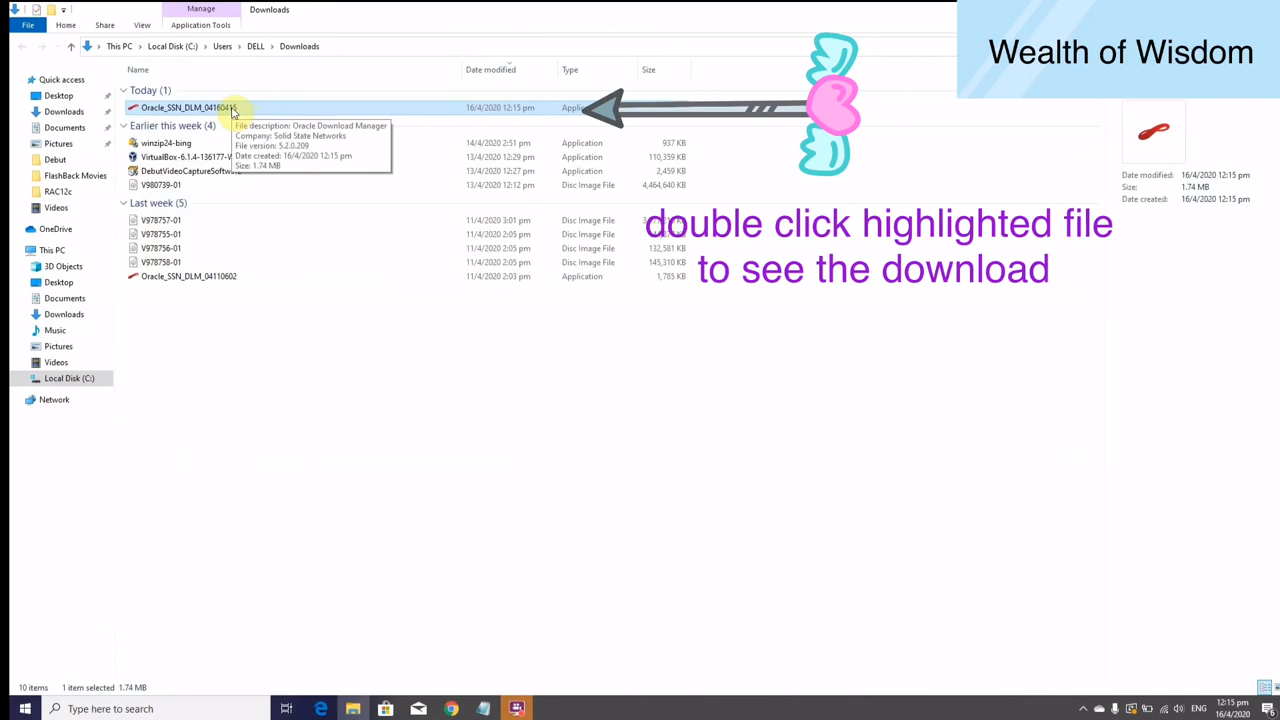 Manage
Downloads
File
Home
Share
View
Application Tools
This PC
Local Disk (C:)
Users
DELL
Downloads
Wealth of Wisdom
Name
Date modified
Type
Size
Quick access
Desktop
Downloads
Documents
Pictures
Debut
FlashBack Movies
RAC12c
Videos
OneDrive
This PC
3D Objects
Desktop
Documents
Downloads
Music
Pictures
Videos
Local Disk (C:)
Network
Today (1)
Oracle_SSN_DLM_04160415 16/4/2020 12:15 pm
File description: Oracle Download Manager
Company: Solid State Networks
File version: 5.2.0.209
Date created: 16/4/2020 12:15 pm
Size: 1.74 MB
Earlier this week (4)
winzip24-bing 14/4/2020 2:51 pm Application 937 KB
VirtualBox-6.1.4-136177-W 13/4/2020 12:29 pm Application 110,359 KB
DebutVideoCaptureSoftwa 13/4/2020 12:27 pm Application 2,459 KB
V980739-01 13/4/2020 12:12 pm Disc Image File 4,464,640 KB
Last week (5)
V978757-01 11/4/2020 3:01 pm Disc Image File
V978755-01 11/4/2020 2:05 pm Disc Image File
V978756-01 11/4/2020 2:05 pm Disc Image File 132,581 KB
V978758-01 11/4/2020 2:05 pm Disc Image File 145,310 KB
Oracle_SSN_DLM_04110602 11/4/2020 2:03 pm Application 1,785 KB
double click highlighted file
to see the download
Date modified: 16/4/2020 12:15 pm
Size: 1.74 MB
Date created: 16/4/2020 12:15 pm
10 items 1 item selected 1.74 MB
Type here to search
ENG
12:15 pm
16/4/2020
6